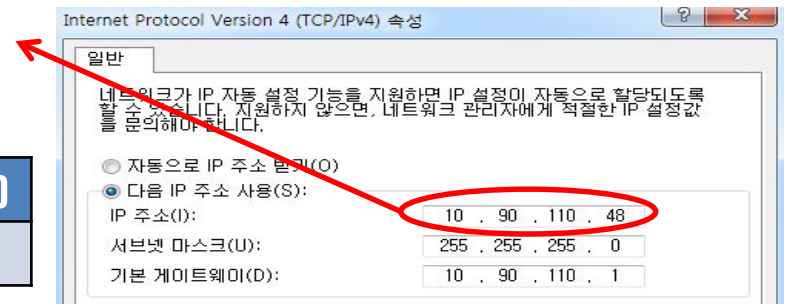 Internet Protocol Version 4 (TCP/IPv4) 속성
일반
네트워크가 IP 자동 설정 기능을 지원하면 IP 설정이 자동으로 할당되도록
할 수 있습니다. 지원하지 않으면, 네트워크 관리자에게 적절한 IP 설정값
을 문의해야 합니다.
자동으로 IP 주소 받기(O)
다음 IP 주소 사용(S):
IP 주소(I): 10 . 90 . 110 . 48
서브넷 마스크(U): 255 . 255 . 255 . 0
기본 게이트웨이(D): 10 . 90 . 110 . 1